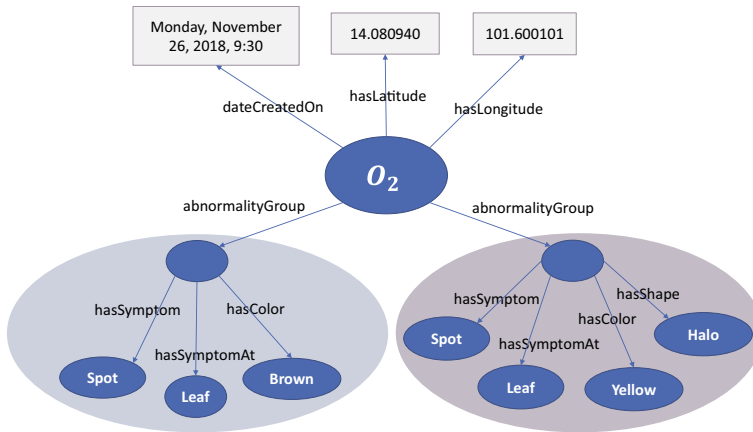 Monday, November
26, 2018, 9:30
14.080940
101.600101
dateCreatedOn
hasLatitude
hasLongitude
O₂
abnormalityGroup
abnormalityGroup
hasSymptom
hasColor
hasSymptomAt
Spot
Leaf
Brown
hasSymptom
hasShape
hasColor
hasSymptomAt
Spot
Halo
Leaf
Yellow